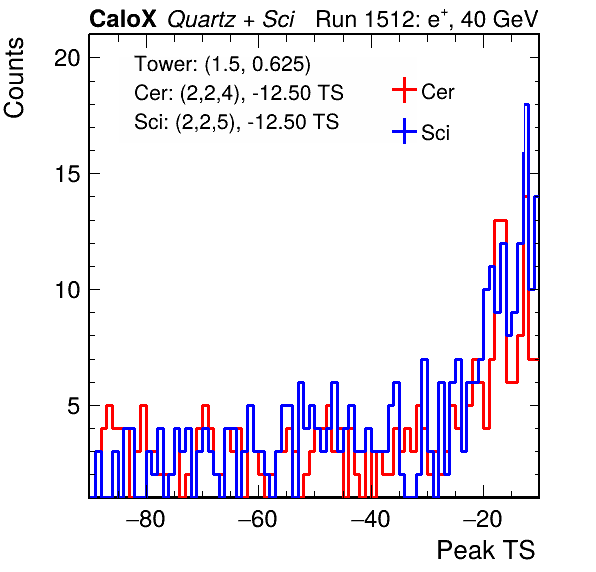 CaloX Quartz + Sci Run 1512: e+, 40 GeV
Counts
Tower: (1.5, 0.625)
Cer: (2,2,4), -12.50 TS
Sci: (2,2,5), -12.50 TS
Cer
Sci
20
15
10
5
−80 −60 −40 −20
Peak TS